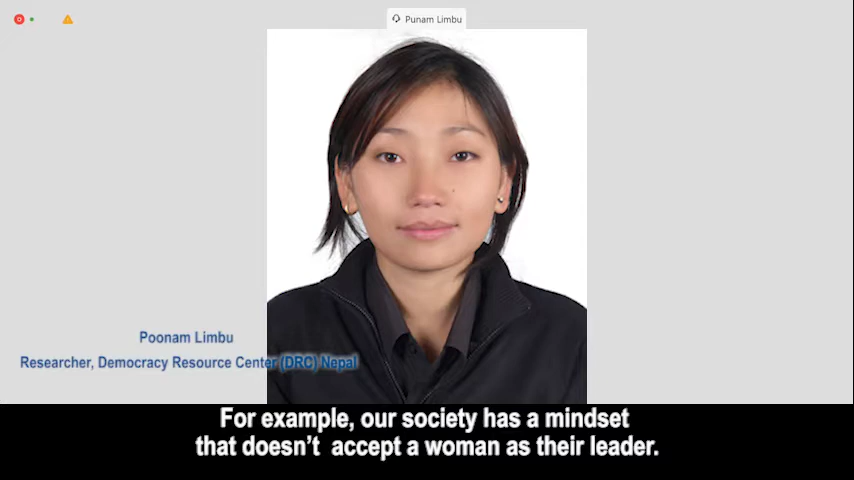 Punam Limbu
Poonam Limbu
Researcher, Democracy Resource Center (DRC) Nepal
For example, our society has a mindset
that doesn't accept a woman as their leader.